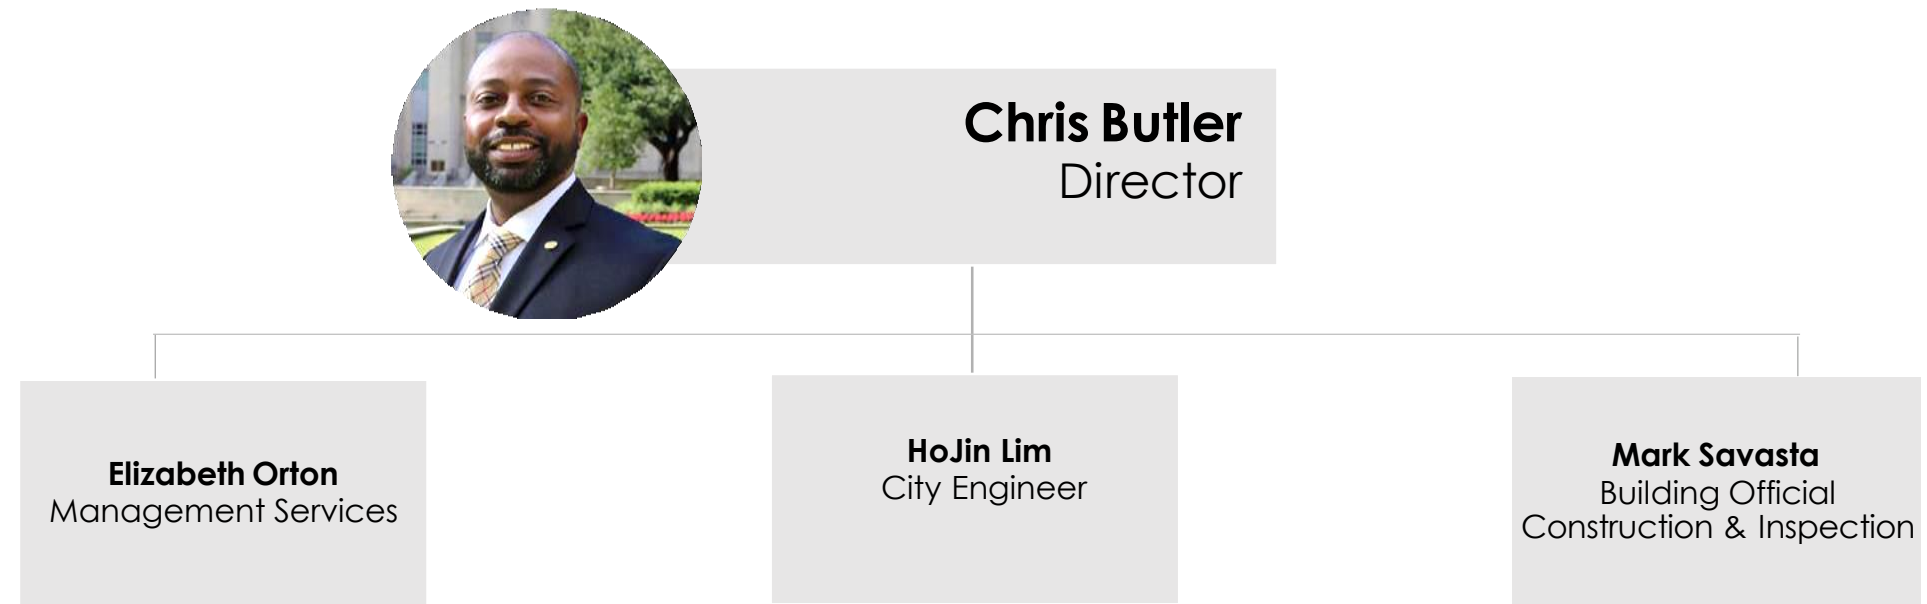 Chris Butler
Director
Elizabeth Orton
Management Services
HoJin Lim
City Engineer
Mark Savasta
Building Official
Construction & Inspection